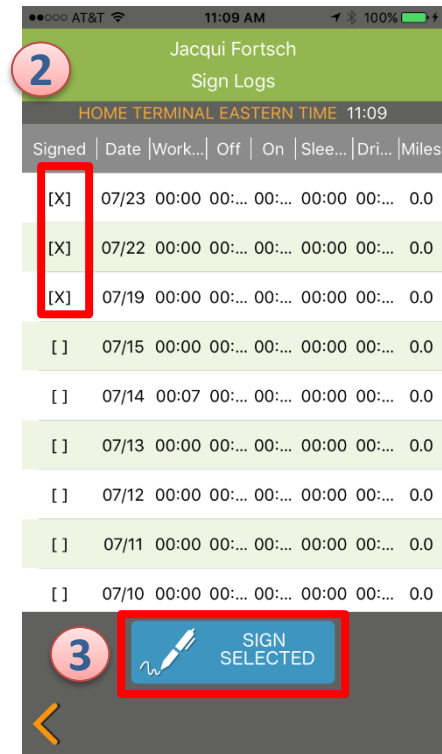 ●●○○○ AT&T 11:09 AM 100%
Jacqui Fortsch
2
Sign Logs
HOME TERMINAL EASTERN TIME 11:09
Signed | Date |Work...| Off | On |Slee...|Dri...|Miles
[X] 07/23 00:00 00:... 00:... 00:00 00:... 0.0
[X] 07/22 00:00 00:... 00:... 00:00 00:... 0.0
[X] 07/19 00:00 00:... 00:... 00:00 00:... 0.0
[ ] 07/15 00:00 00:... 00:... 00:00 00:... 0.0
[ ] 07/14 00:07 00:... 00:... 00:00 00:... 0.0
[ ] 07/13 00:00 00:... 00:... 00:00 00:... 0.0
[ ] 07/12 00:00 00:... 00:... 00:00 00:... 0.0
[ ] 07/11 00:00 00:... 00:... 00:00 00:... 0.0
[ ] 07/10 00:00 00:... 00:... 00:00 00:... 0.0
3
SIGN
SELECTED